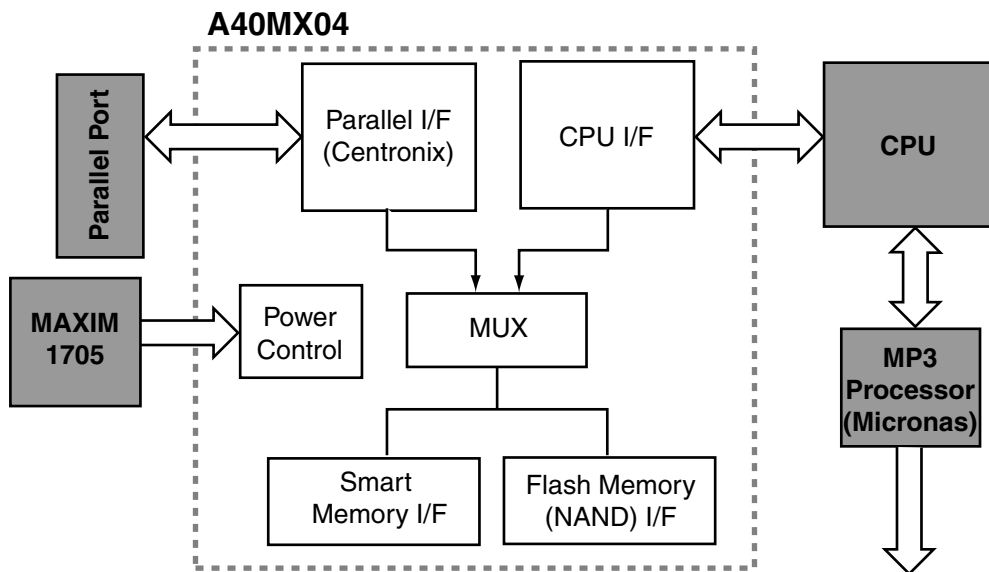 A40MX04
Parallel Port
Parallel I/F
(Centronix)
CPU I/F
CPU
MAXIM
1705
Power
Control
MUX
MP3
Processor
(Micronas)
Smart
Memory I/F
Flash Memory
(NAND) I/F